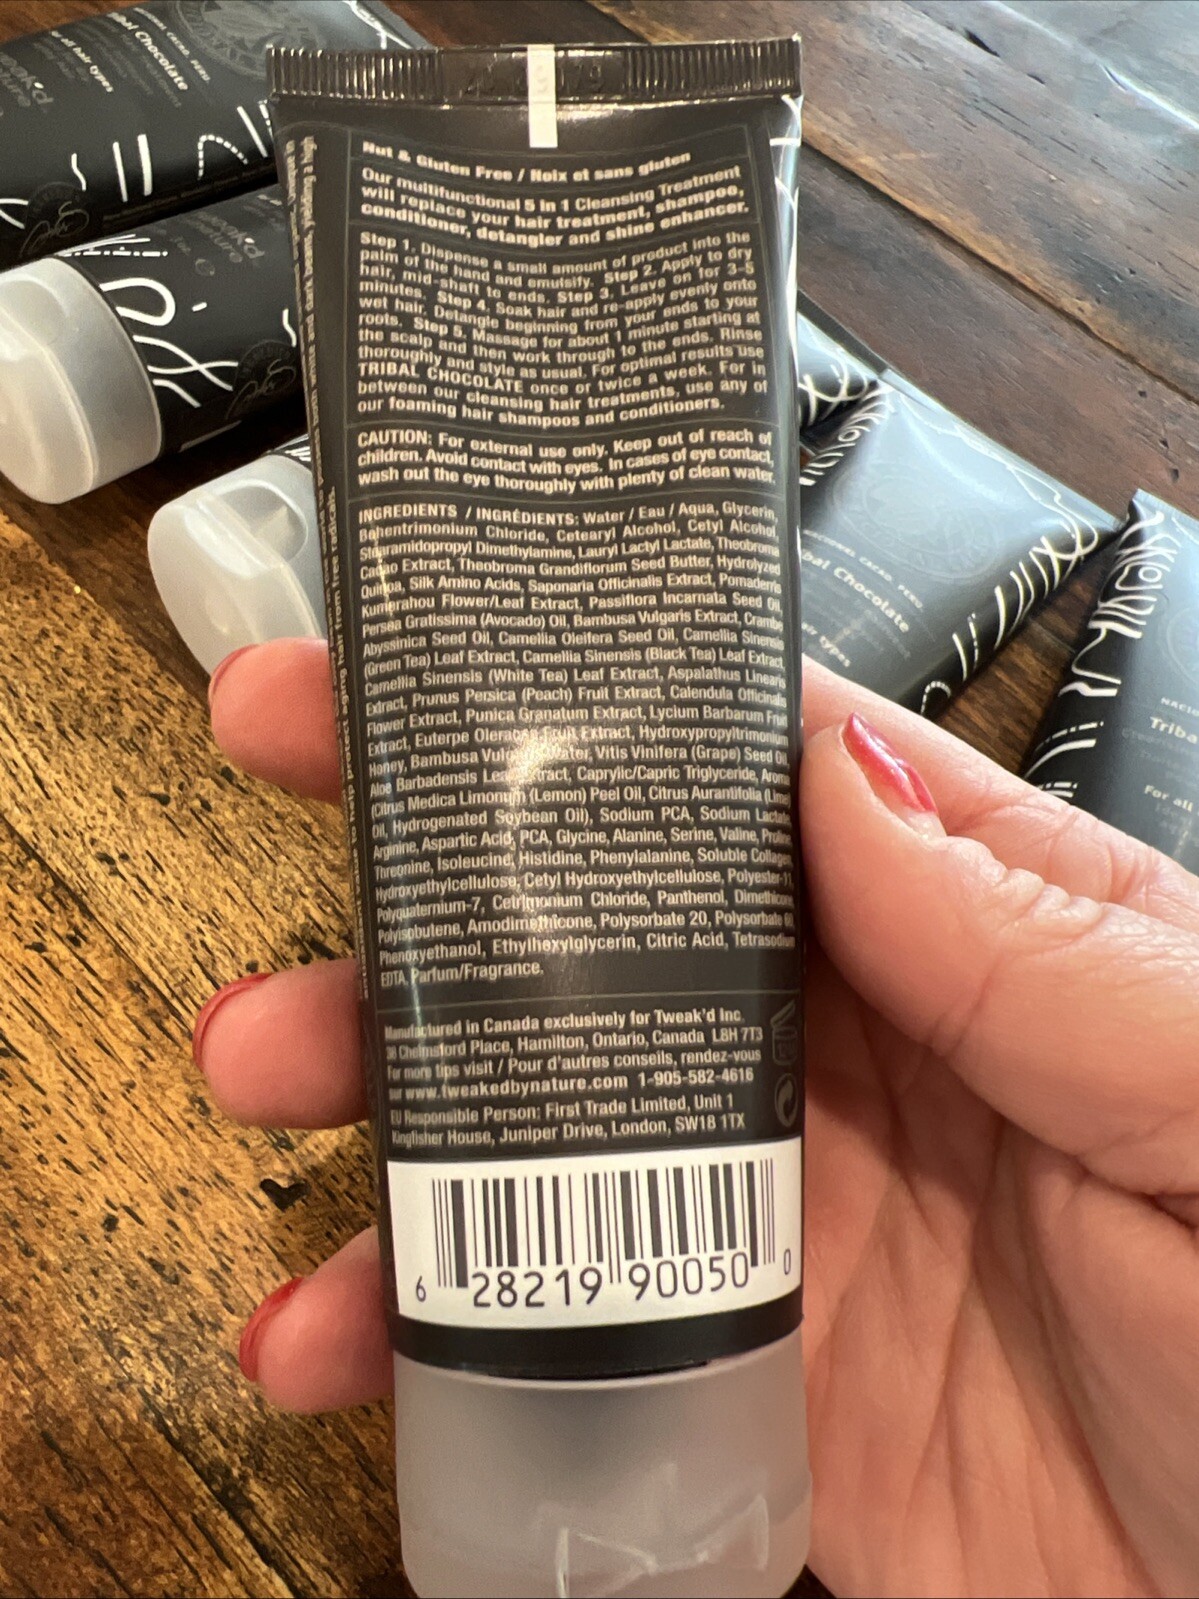 Nut & Gluten Free / Noix et sans gluten
Our multifunctional 5 in 1 Cleansing Treatment
will replace your hair treatment, shampoo,
conditioner, detangler and shine enhancer.
Step 1. Dispense a small amount of product into the
palm of the hand and emulsify. Step 2. Apply to dry
hair, mid-shaft to ends. Step 3. Leave on for 3-5
minutes. Step 4. Soak hair and re-apply evenly onto
wet hair. Detangle beginning from your ends to your
roots. Step 5. Massage for about 1 minute starting at
the scalp and then work through to the ends. Rinse
thoroughly and style as usual. For optimal results use
TRIBAL CHOCOLATE once or twice a week. For in
between our cleansing hair treatments, use any of
our foaming hair shampoos and conditioners.
CAUTION: For external use only. Keep out of reach of
children. Avoid contact with eyes. In cases of eye contact,
wash out the eye thoroughly with plenty of clean water.
INGREDIENTS / INGRÉDIENTS: Water / Eau / Aqua, Glycerin,
Behentrimonium Chloride, Cetearyl Alcohol, Cetyl Alcohol,
Stearamidopropyl Dimethylamine, Lauryl Lactyl Lactate, Theobroma
Cacao Extract, Theobroma Grandiflorum Seed Butter, Hydrolyzed
Quinoa, Silk Amino Acids, Saponaria Officinalis Extract, Pomaderris
Kumerahou Flower/Leaf Extract, Passiflora Incarnata Seed Oil,
Persea Gratissima (Avocado) Oil, Bambusa Vulgaris Extract, Crambe
Abyssinica Seed Oil, Camellia Oleifera Seed Oil, Camellia Sinensis
(Green Tea) Leaf Extract, Camellia Sinensis (Black Tea) Leaf Extract,
Camellia Sinensis (White Tea) Leaf Extract, Aspalathus Linearis
Extract, Prunus Persica (Peach) Fruit Extract, Calendula Officinalis
Flower Extract, Punica Granatum Extract, Lycium Barbarum Fruit
Extract, Euterpe Oleracea Fruit Extract, Hydroxypropyltrimonium
Honey, Bambusa Vulgaris Water, Vitis Vinifera (Grape) Seed Oil,
Aloe Barbadensis Leaf Extract, Caprylic/Capric Triglyceride, Aroma
(Citrus Medica Limonum (Lemon) Peel Oil, Citrus Aurantifolia (Lime)
Oil, Hydrogenated Soybean Oil), Sodium PCA, Sodium Lactate,
Arginine, Aspartic Acid, PCA, Glycine, Alanine, Serine, Valine, Proline,
Threonine, Isoleucine, Histidine, Phenylalanine, Soluble Collagen,
Hydroxyethylcellulose, Cetyl Hydroxyethylcellulose, Polyester-11,
Polyquaternium-7, Cetrimonium Chloride, Panthenol, Dimethicone,
Polyisobutene, Amodimethicone, Polysorbate 20, Polysorbate 60,
Phenoxyethanol, Ethylhexylglycerin, Citric Acid, Tetrasodium
EDTA, Parfum/Fragrance.
Manufactured in Canada exclusively for Tweak'd Inc.
Chelmsford Place, Hamilton, Ontario, Canada L8H 7T3
For more tips visit / Pour d'autres conseils, rendez-vous
sur www.tweakedbynature.com 1-905-582-4616
EU Responsible Person: First Trade Limited, Unit 1
Kingfisher House, Juniper Drive, London, SW18 1TX
6 28219 90050 0
to help protect aging hair from free radicals.
Chocolate
all hair types
NACIONAL CACAO, PERU.
Tribal Chocolate
hair types
For all